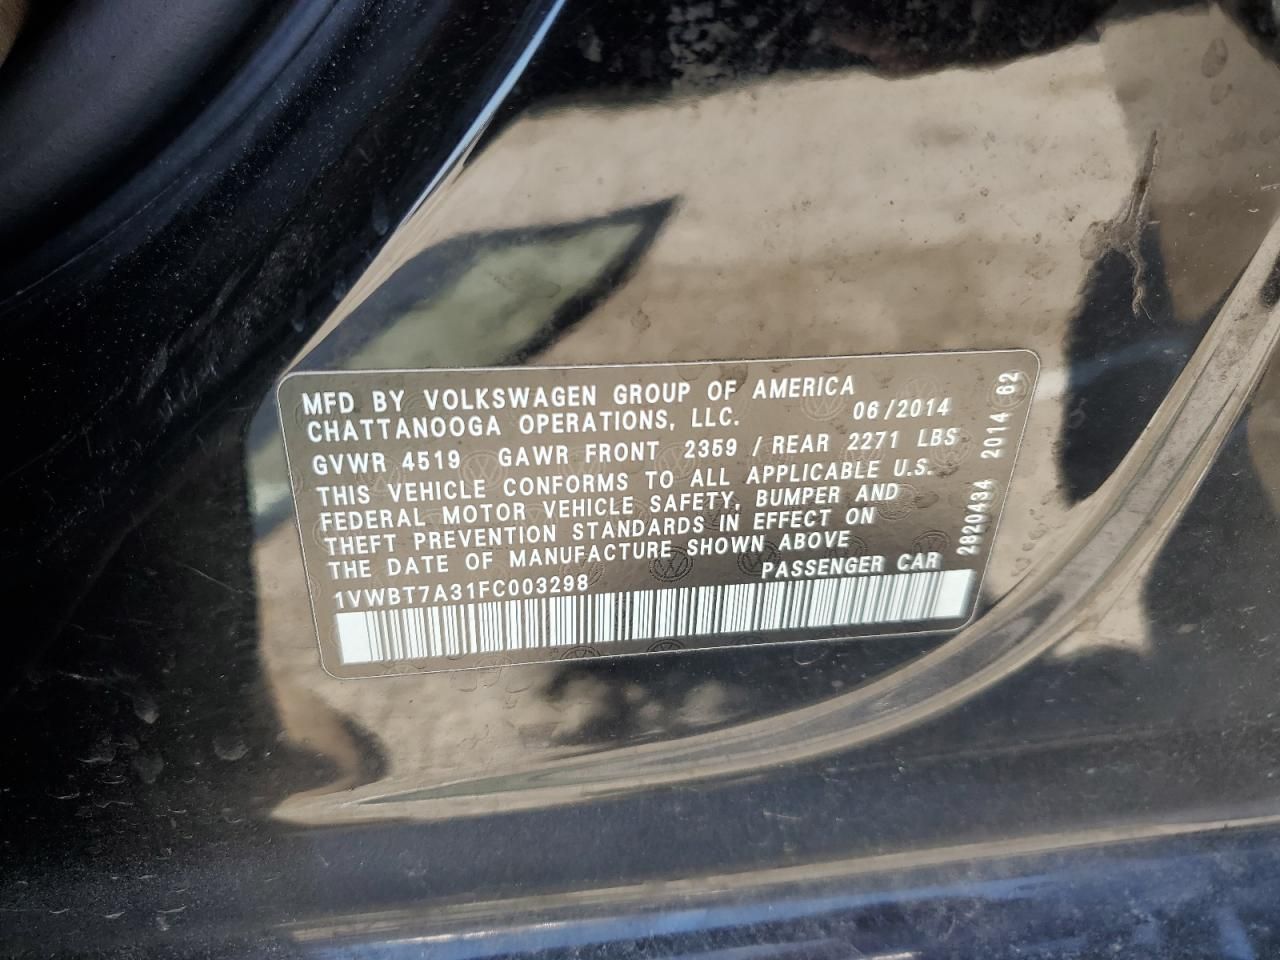 MFD BY VOLKSWAGEN GROUP OF AMERICA
CHATTANOOGA OPERATIONS, LLC. 06/2014
GVWR 4519 GAWR FRONT 2359 / REAR 2271 LBS
THIS VEHICLE CONFORMS TO ALL APPLICABLE U.S.
FEDERAL MOTOR VEHICLE SAFETY, BUMPER AND
THEFT PREVENTION STANDARDS IN EFFECT ON
THE DATE OF MANUFACTURE SHOWN ABOVE
1VWBT7A31FC003298 PASSENGER CAR
2820434 2014 62